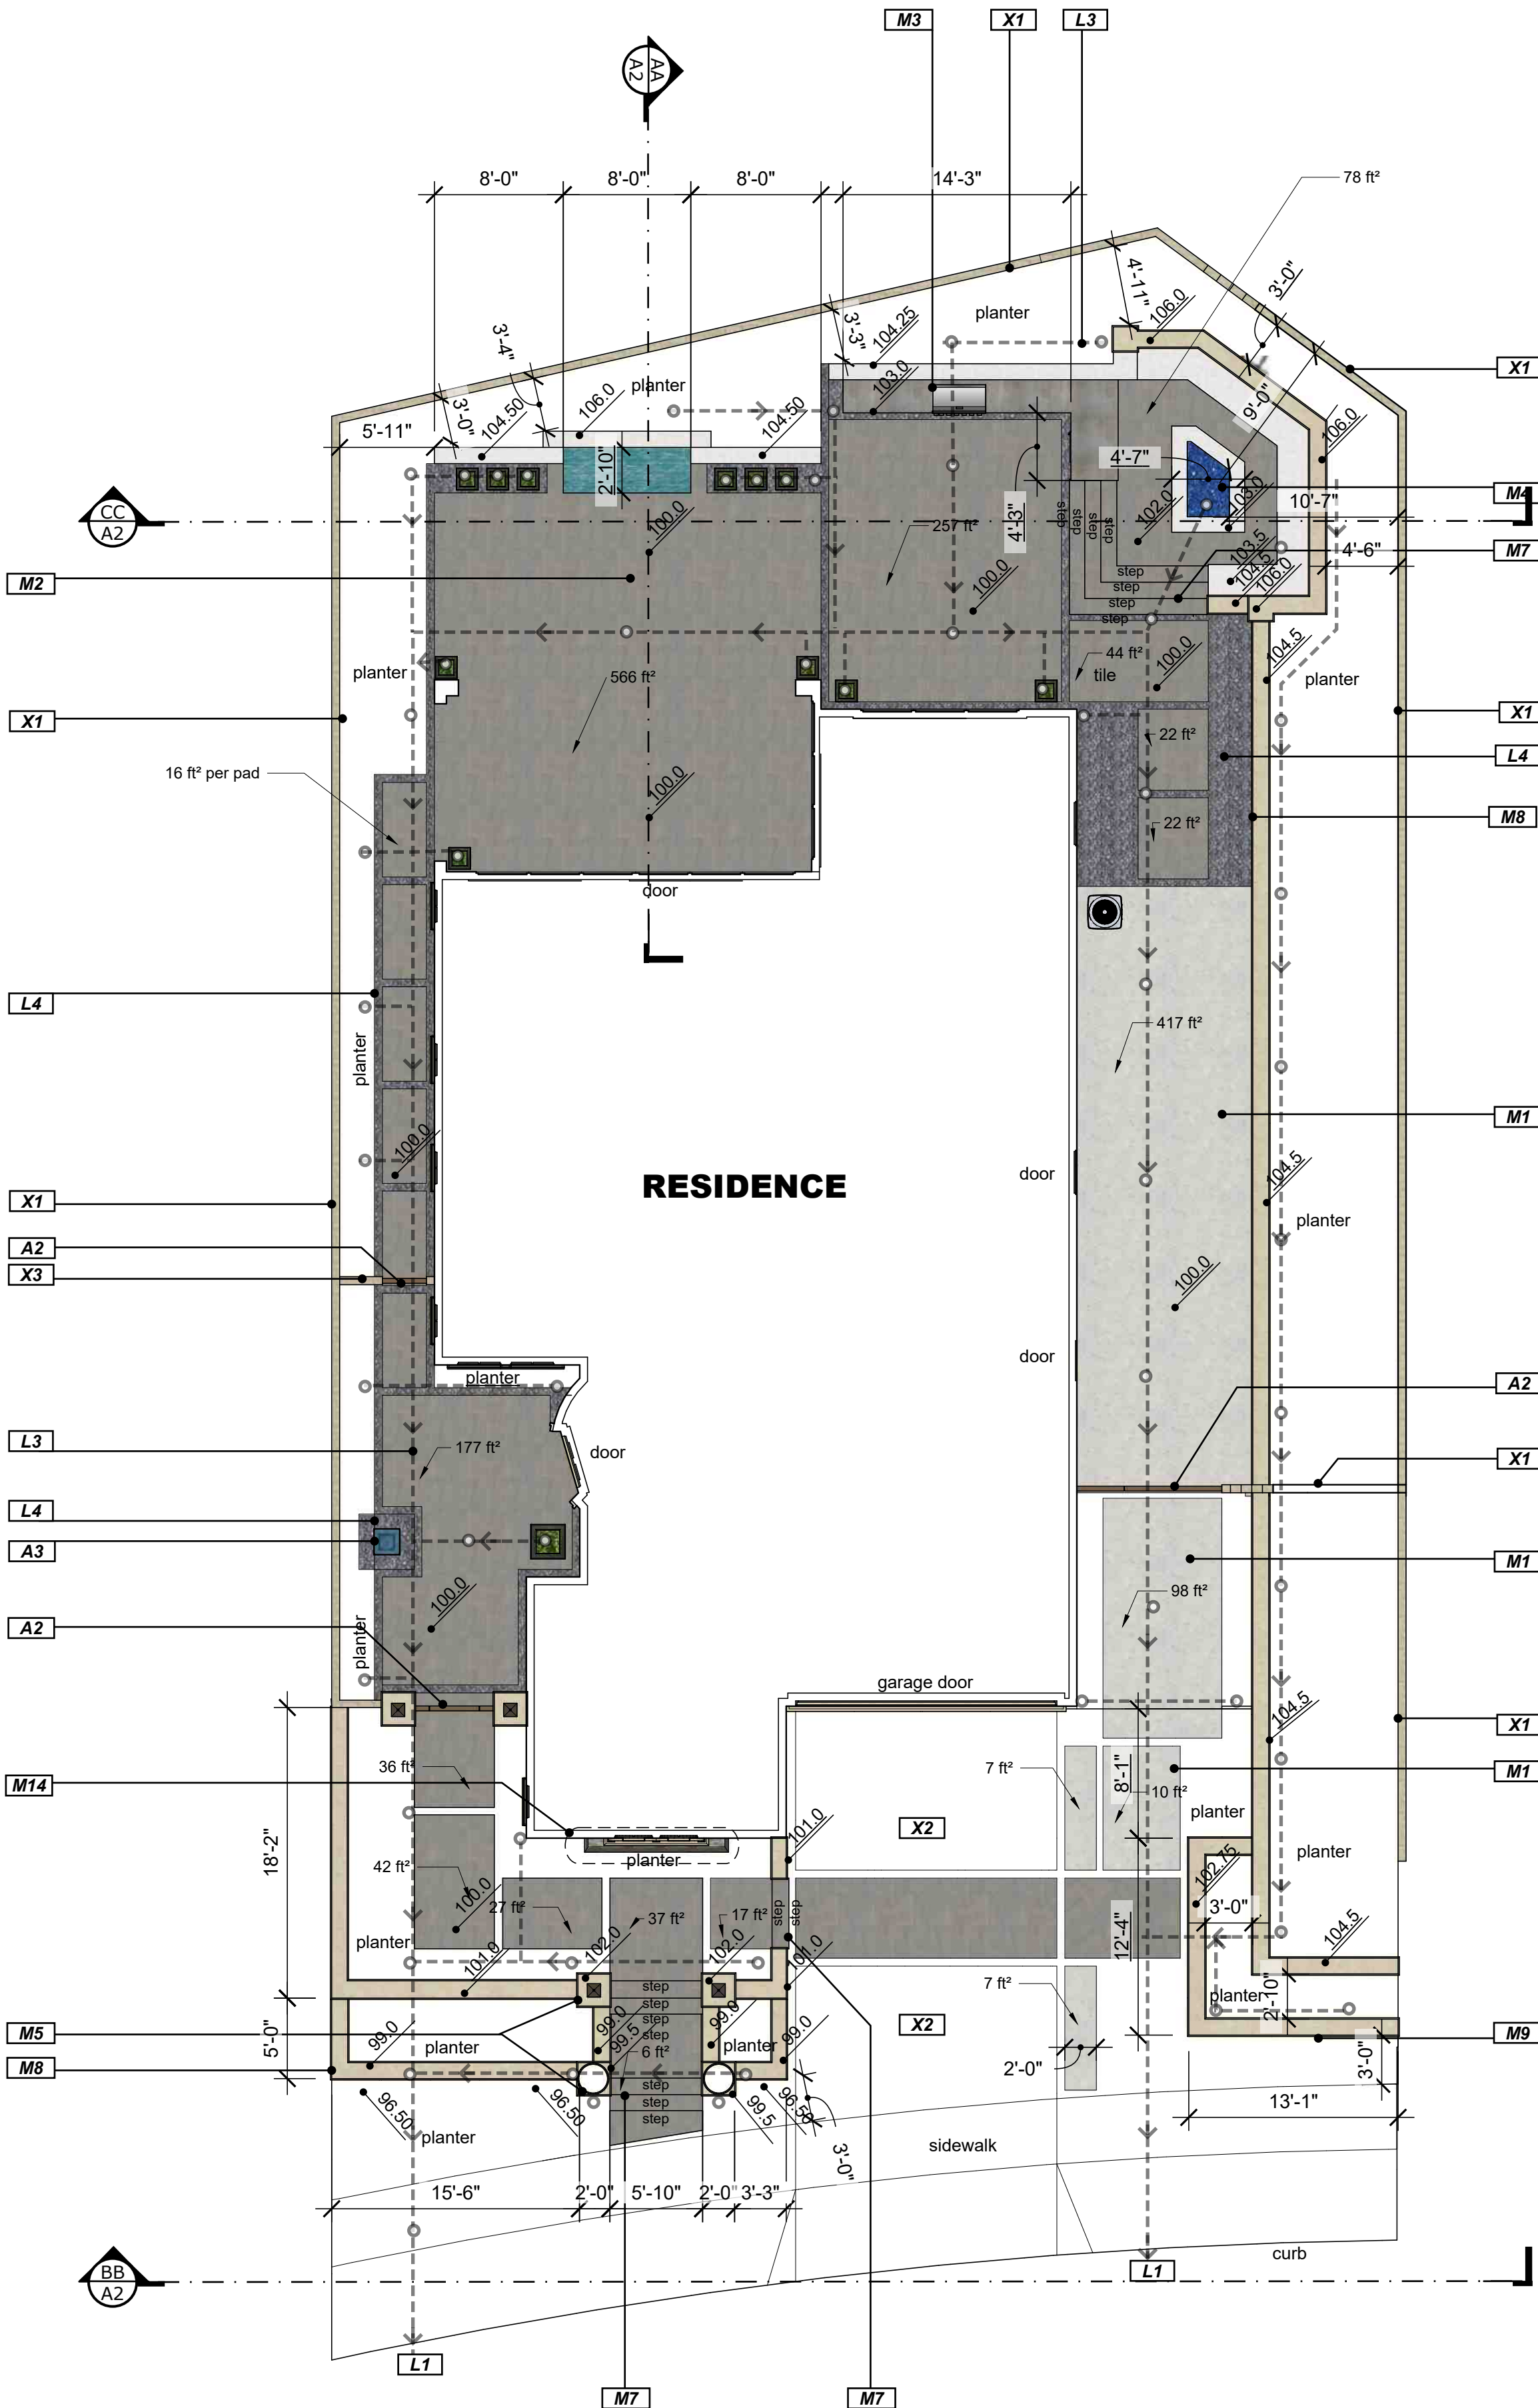 M3
X1
L3
AA
A2
8'-0"
8'-0"
8'-0"
14'-3"
78 ft²
4'-11"
3'-0"
planter
106.0
3'-3"
104.25
X1
3'-4"
planter
103.0
106.0
3'-0"
9'-0"
5'-11"
104.50
104.50
106.0
2'-10"
4'-7"
M4
10'-7"
103.0
CC
A2
100.0
257 ft²
4'-3"
step
step
step
step
102.0
103.5
4'-6"
M7
104.5
106.0
step
step
step
step
M2
100.0
planter
566 ft²
44 ft²
tile
100.0
104.5
planter
X1
X1
22 ft²
L4
16 ft² per pad
100.0
22 ft²
M8
door
L4
planter
417 ft²
M1
100.0
RESIDENCE
door
104.5
planter
X1
A2
X3
100.0
door
A2
planter
L3
177 ft²
door
X1
L4
A3
M1
98 ft²
100.0
A2
planter
garage door
104.5
X1
36 ft²
7 ft²
8'-1"
10 ft²
M1
M14
planter
X2
101.0
planter
planter
18'-2"
42 ft²
100.0
27 ft²
37 ft²
17 ft²
step
step
102.75
3'-0"
12'-4"
planter
101.0
102.0
102.0
101.0
104.5
step
step
step
step
7 ft²
planter
2'-10"
M5
5'-0"
99.0
planter
99.0
99.5
6 ft²
99.0
planter
99.0
X2
M9
M8
2'-0"
3'-0"
step
step
step
96.50
96.50
99.5
96.50
13'-1"
planter
3'-0"
sidewalk
15'-6"
2'-0"
5'-10"
2'-0"
3'-3"
curb
BB
A2
L1
L1
M7
M7